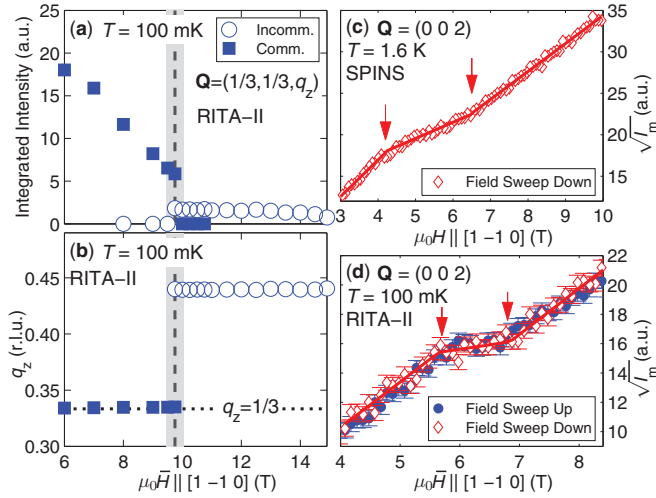 (a) T = 100 mK
Incomm.
Comm.
Q=(1/3,1/3,q_z)
RITA−II
Integrated Intensity (a.u.)
20
15
10
5
0
6 8 10 12 14
(b) T = 100 mK
RITA−II
q_z=1/3
q_z (r.l.u.)
0.45
0.40
0.35
0.30
6 8 10 12 14
μ₀H̅ || [1 −1 0] (T)
(c) Q = (0 0 2)
T = 1.6 K
SPINS
Field Sweep Down
35
30
25
20
15
√I_m (a.u.)
3 4 5 6 7 8 9 10
μ₀H || [1 −1 0] (T)
(d) Q = (0 0 2)
T = 100 mK
RITA−II
Field Sweep Up
Field Sweep Down
22
20
18
16
14
12
10
√I_m (a.u.)
4 5 6 7 8
μ₀H̅ || [1 −1 0] (T)